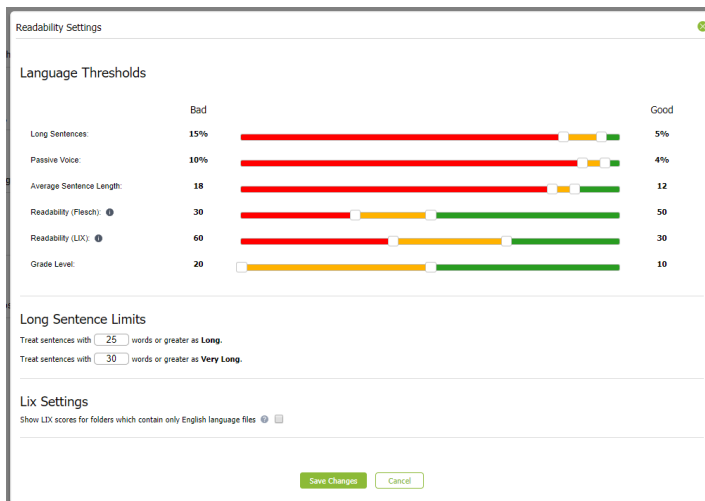 Readability Settings
Language Thresholds
Bad Good
Long Sentences: 15% 5%
Passive Voice: 10% 4%
Average Sentence Length: 18 12
Readability (Flesch): 30 50
Readability (LIX): 60 30
Grade Level: 20 10
Long Sentence Limits
Treat sentences with 25 words or greater as Long.
Treat sentences with 30 words or greater as Very Long.
Lix Settings
Show LIX scores for folders which contain only English language files
Save Changes Cancel